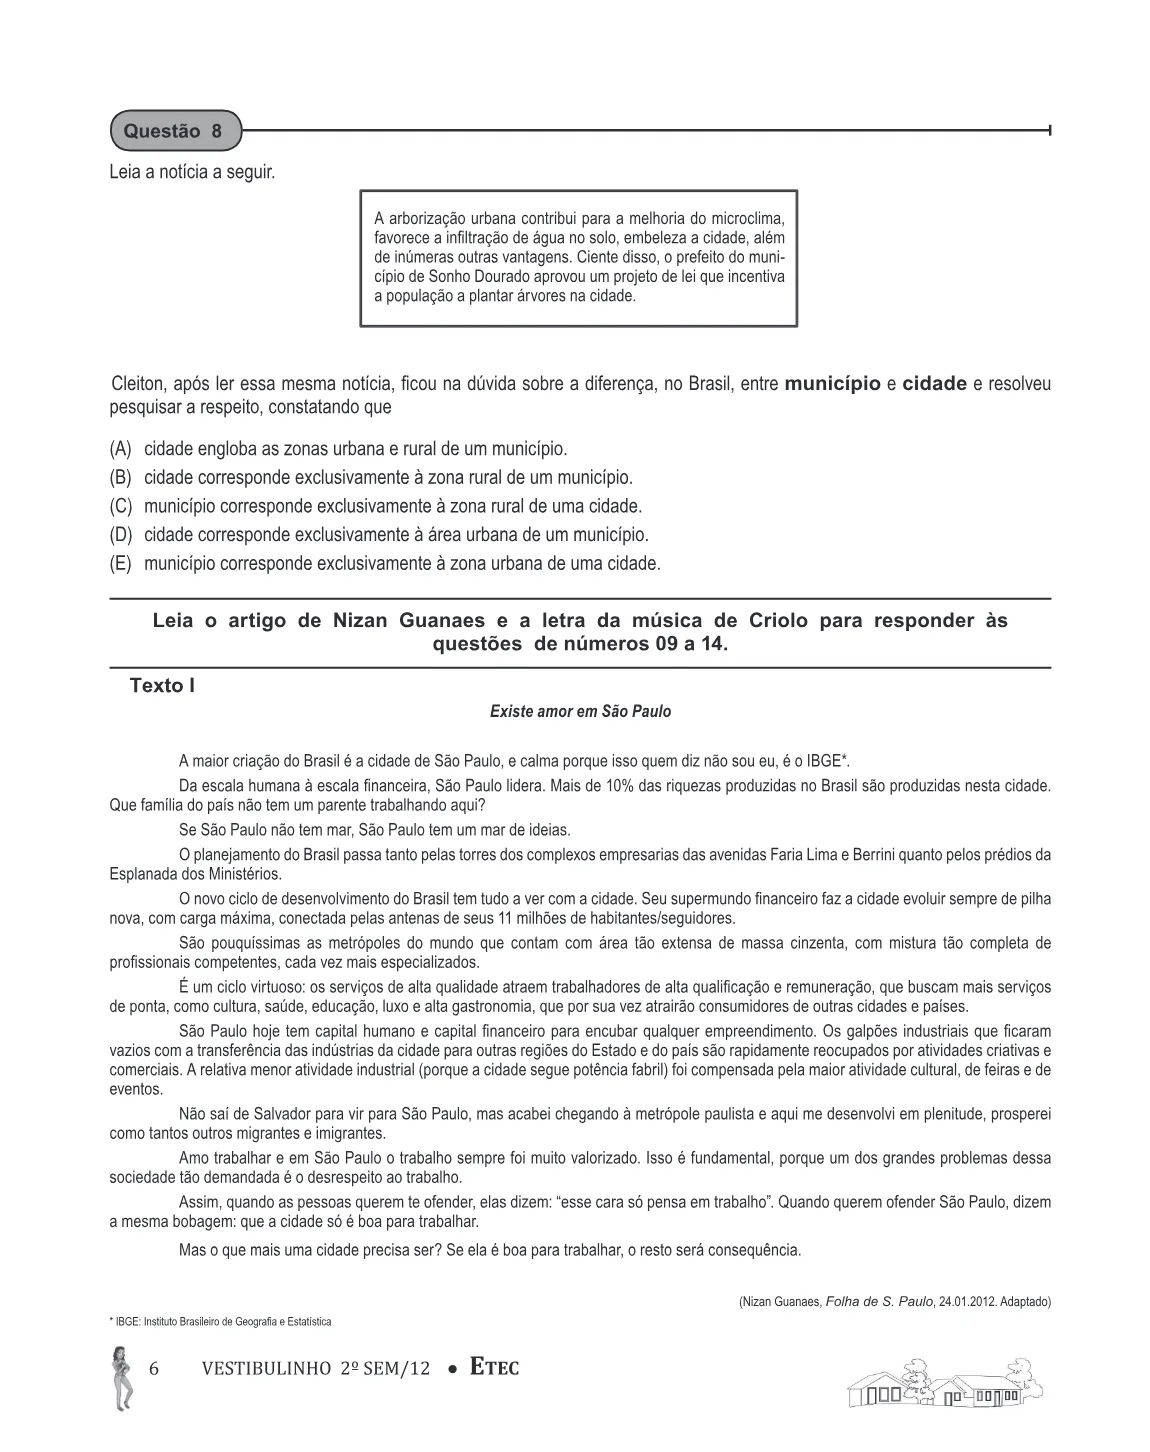 Questão 8
Leia a notícia a seguir.
A arborização urbana contribui para a melhoria do microclima,
favorece a infiltração de água no solo, embeleza a cidade, além
de inúmeras outras vantagens. Ciente disso, o prefeito do muni-
cípio de Sonho Dourado aprovou um projeto de lei que incentiva
a população a plantar árvores na cidade.
Cleiton, após ler essa mesma notícia, ficou na dúvida sobre a diferença, no Brasil, entre município e cidade e resolveu
pesquisar a respeito, constatando que
(A) cidade engloba as zonas urbana e rural de um município.
(B) cidade corresponde exclusivamente à zona rural de um município.
(C) município corresponde exclusivamente à zona rural de uma cidade.
(D) cidade corresponde exclusivamente à área urbana de um município.
(E) município corresponde exclusivamente à zona urbana de uma cidade.
Leia o artigo de Nizan Guanaes e a letra da música de Criolo para responder às
questões de números 09 a 14.
Texto I
Existe amor em São Paulo
A maior criação do Brasil é a cidade de São Paulo, e calma porque isso quem diz não sou eu, é o IBGE*.
Da escala humana à escala financeira, São Paulo lidera. Mais de 10% das riquezas produzidas no Brasil são produzidas nesta cidade.
Que família do país não tem um parente trabalhando aqui?
Se São Paulo não tem mar, São Paulo tem um mar de ideias.
O planejamento do Brasil passa tanto pelas torres dos complexos empresarias das avenidas Faria Lima e Berrini quanto pelos prédios da
Esplanada dos Ministérios.
O novo ciclo de desenvolvimento do Brasil tem tudo a ver com a cidade. Seu supermundo financeiro faz a cidade evoluir sempre de pilha
nova, com carga máxima, conectada pelas antenas de seus 11 milhões de habitantes/seguidores.
São pouquíssimas as metrópoles do mundo que contam com área tão extensa de massa cinzenta, com mistura tão completa de
profissionais competentes, cada vez mais especializados.
É um ciclo virtuoso: os serviços de alta qualidade atraem trabalhadores de alta qualificação e remuneração, que buscam mais serviços
de ponta, como cultura, saúde, educação, luxo e alta gastronomia, que por sua vez atrairão consumidores de outras cidades e países.
São Paulo hoje tem capital humano e capital financeiro para encubar qualquer empreendimento. Os galpões industriais que ficaram
vazios com a transferência das indústrias da cidade para outras regiões do Estado e do país são rapidamente reocupados por atividades criativas e
comerciais. A relativa menor atividade industrial (porque a cidade segue potência fabril) foi compensada pela maior atividade cultural, de feiras e de
eventos.
Não saí de Salvador para vir para São Paulo, mas acabei chegando à metrópole paulista e aqui me desenvolvi em plenitude, prosperei
como tantos outros migrantes e imigrantes.
Amo trabalhar e em São Paulo o trabalho sempre foi muito valorizado. Isso é fundamental, porque um dos grandes problemas dessa
sociedade tão demandada é o desrespeito ao trabalho.
Assim, quando as pessoas querem te ofender, elas dizem: “esse cara só pensa em trabalho”. Quando querem ofender São Paulo, dizem
a mesma bobagem: que a cidade só é boa para trabalhar.
Mas o que mais uma cidade precisa ser? Se ela é boa para trabalhar, o resto será consequência.
(Nizan Guanaes, Folha de S. Paulo, 24.01.2012. Adaptado)
* IBGE: Instituto Brasileiro de Geografia e Estatística
6 VESTIBULINHO 2º SEM/12 • ETEC